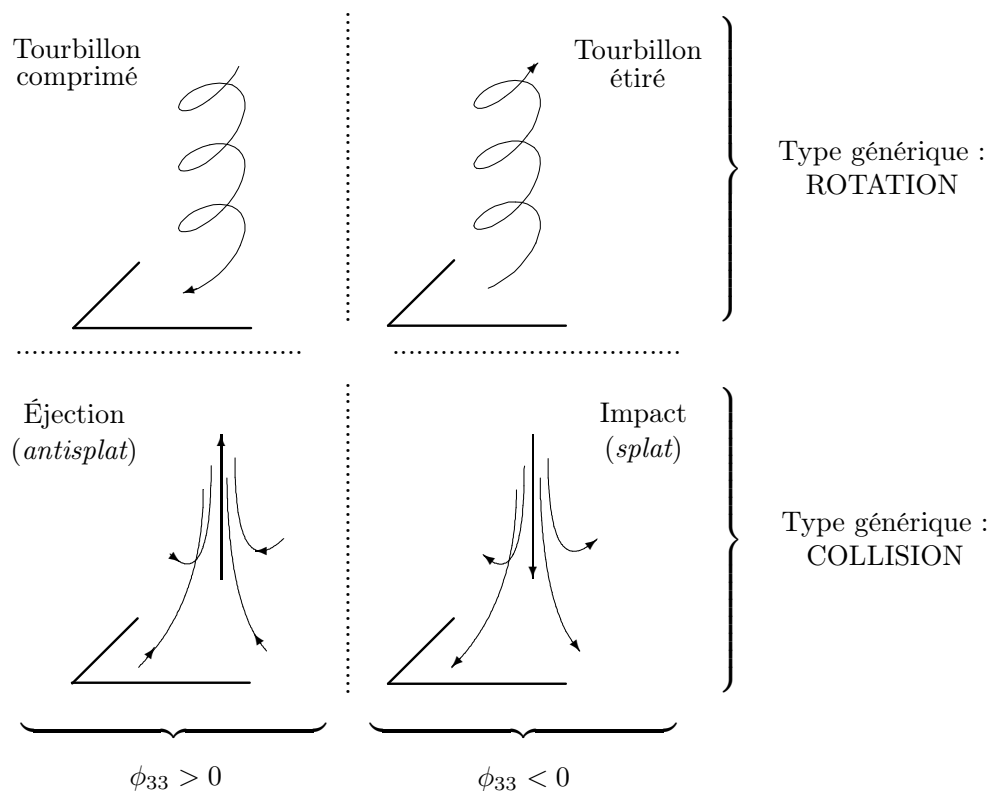 Tourbillon
comprimé
Tourbillon
étiré
Type générique :
ROTATION
Éjection
(antisplat)
Impact
(splat)
Type générique :
COLLISION
ϕ₃₃ > 0
ϕ₃₃ < 0